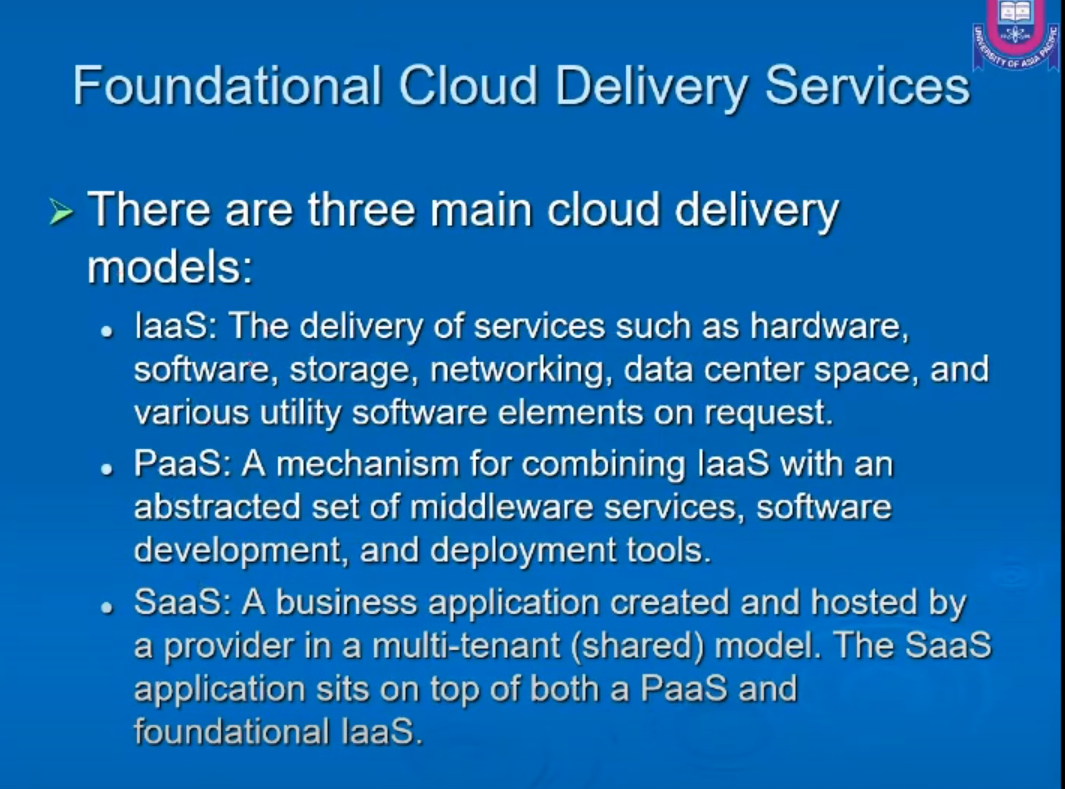 UNIVERSITY OF ASIA PACIFIC
Foundational Cloud Delivery Services
➢ There are three main cloud delivery
models:
• IaaS: The delivery of services such as hardware,
software, storage, networking, data center space, and
various utility software elements on request.
• PaaS: A mechanism for combining IaaS with an
abstracted set of middleware services, software
development, and deployment tools.
• SaaS: A business application created and hosted by
a provider in a multi-tenant (shared) model. The SaaS
application sits on top of both a PaaS and
foundational IaaS.